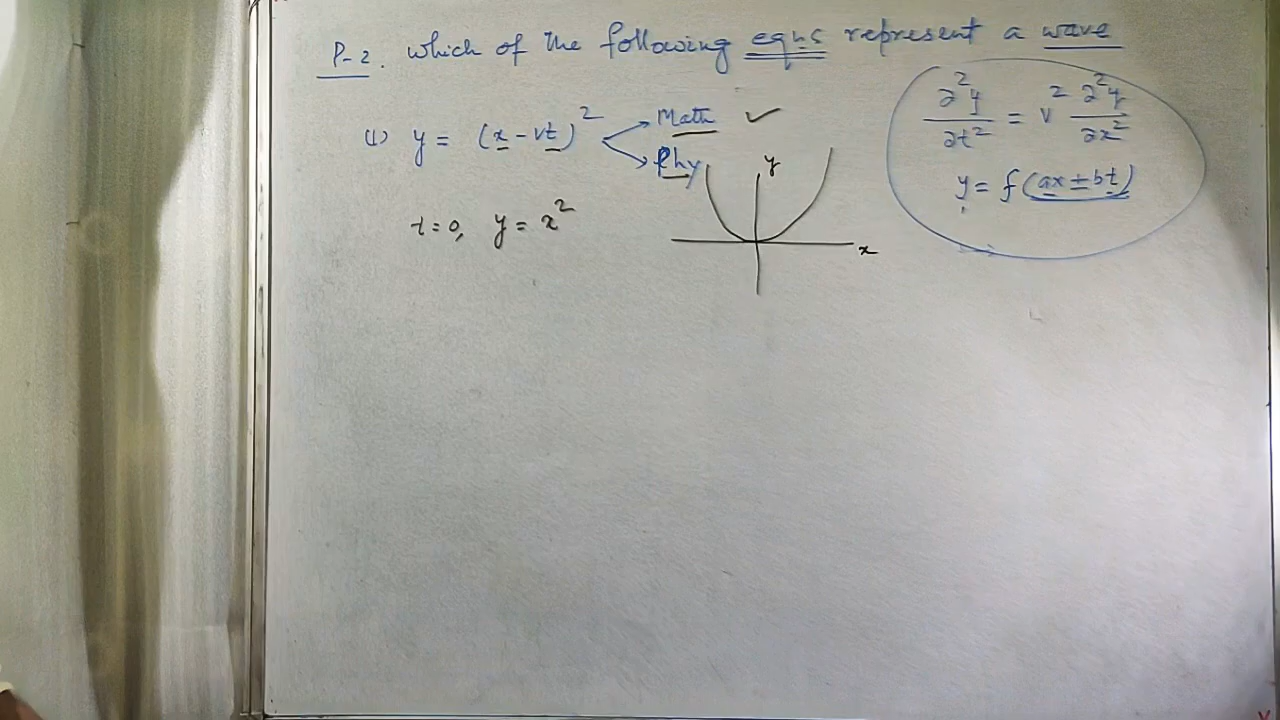 P-2. Which of the following eqns represent a wave
(1) y = (x - vt)² Math ✓
Phy
t=0, y = x²
y
x
∂²y/∂t² = v² ∂²y/∂x²
y = f(ax ± bt)